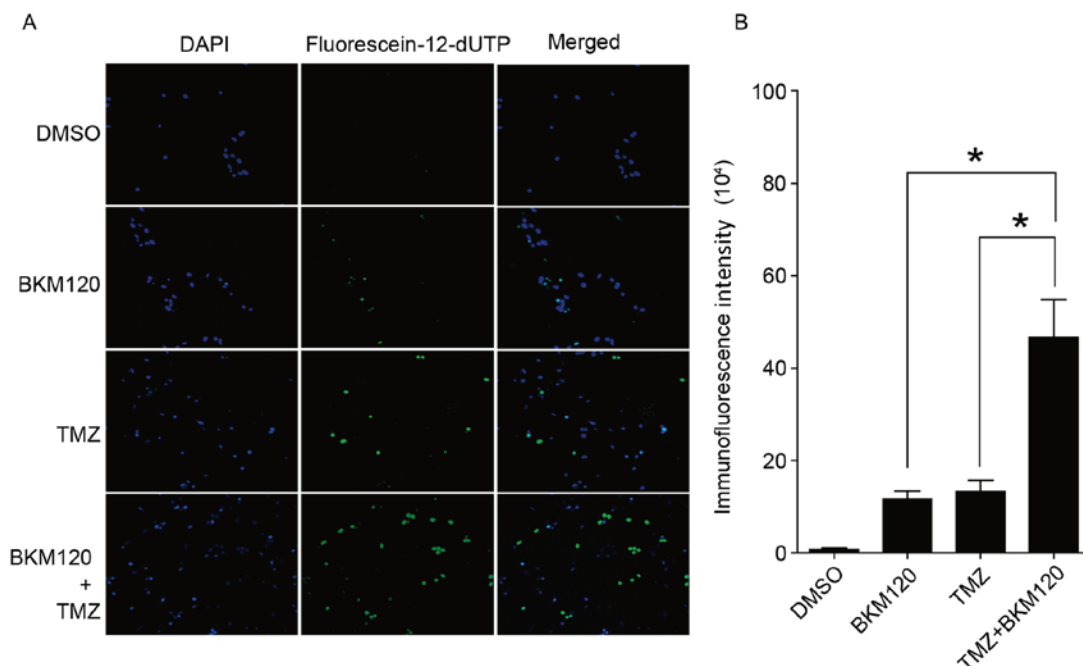 A
DAPI
Fluorescein-12-dUTP
Merged
DMSO
BKM120
TMZ
BKM120
+
TMZ
B
Immunofluorescence intensity (10⁴)
100
80
60
40
20
0
*
*
DMSO
BKM120
TMZ
TMZ+BKM120